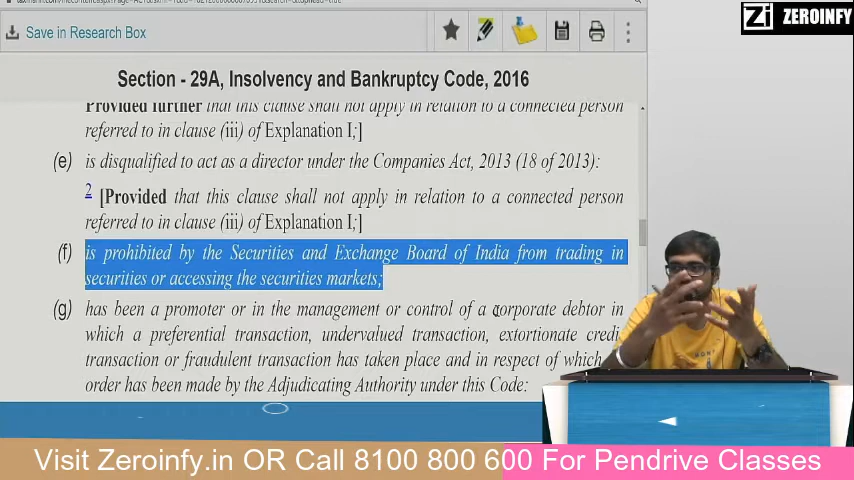 Zi ZEROINFY
Save in Research Box
Section - 29A, Insolvency and Bankruptcy Code, 2016
Provided further that this clause shall not apply in relation to a connected person
referred to in clause (iii) of Explanation I;]
(e) is disqualified to act as a director under the Companies Act, 2013 (18 of 2013):
2 [Provided that this clause shall not apply in relation to a connected person
referred to in clause (iii) of Explanation I;]
(f) is prohibited by the Securities and Exchange Board of India from trading in
securities or accessing the securities markets;
(g) has been a promoter or in the management or control of a corporate debtor in
which a preferential transaction, undervalued transaction, extortionate credi
transaction or fraudulent transaction has taken place and in respect of which
order has been made by the Adjudicating Authority under this Code:
Visit Zeroinfy.in OR Call 8100 800 600 For Pendrive Classes